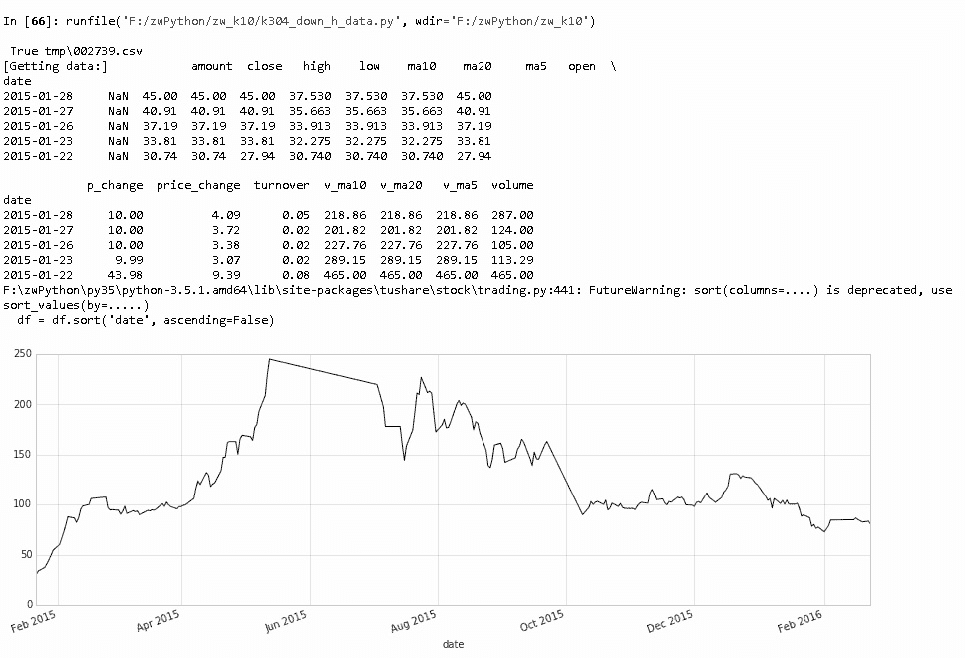 In [66]: runfile('F:/zwPython/zw_k10/k304_down_h_data.py', wdir='F:/zwPython/zw_k10')
True tmp\002739.csv
[Getting data:] amount close high low ma10 ma20 ma5 open \
date
2015-01-28 NaN 45.00 45.00 45.00 37.530 37.530 37.530 45.00
2015-01-27 NaN 40.91 40.91 40.91 35.663 35.663 35.663 40.91
2015-01-26 NaN 37.19 37.19 37.19 33.913 33.913 33.913 37.19
2015-01-23 NaN 33.81 33.81 33.81 32.275 32.275 32.275 33.81
2015-01-22 NaN 30.74 30.74 27.94 30.740 30.740 30.740 27.94
p_change price_change turnover v_ma10 v_ma20 v_ma5 volume
date
2015-01-28 10.00 4.09 0.05 218.86 218.86 218.86 287.00
2015-01-27 10.00 3.72 0.02 201.82 201.82 201.82 124.00
2015-01-26 10.00 3.38 0.02 227.76 227.76 227.76 105.00
2015-01-23 9.99 3.07 0.02 289.15 289.15 289.15 113.29
2015-01-22 43.98 9.39 0.08 465.00 465.00 465.00 465.00
F:\zwPython\py35\python-3.5.1.amd64\lib\site-packages\tushare\stock\trading.py:441: FutureWarning: sort(columns=....) is deprecated, use
sort_values(by=.....)
df = df.sort('date', ascending=False)
250
200
150
100
50
0
Feb 2015 Apr 2015 Jun 2015 Aug 2015 Oct 2015 Dec 2015 Feb 2016
date